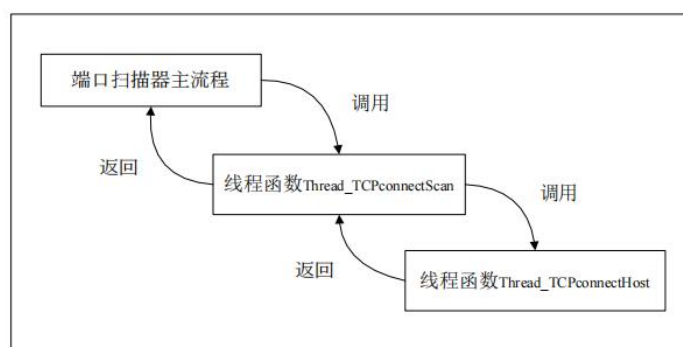 端口扫描器主流程
调用
返回
线程函数Thread_TCPconnectScan
调用
返回
线程函数Thread_TCPconnectHost